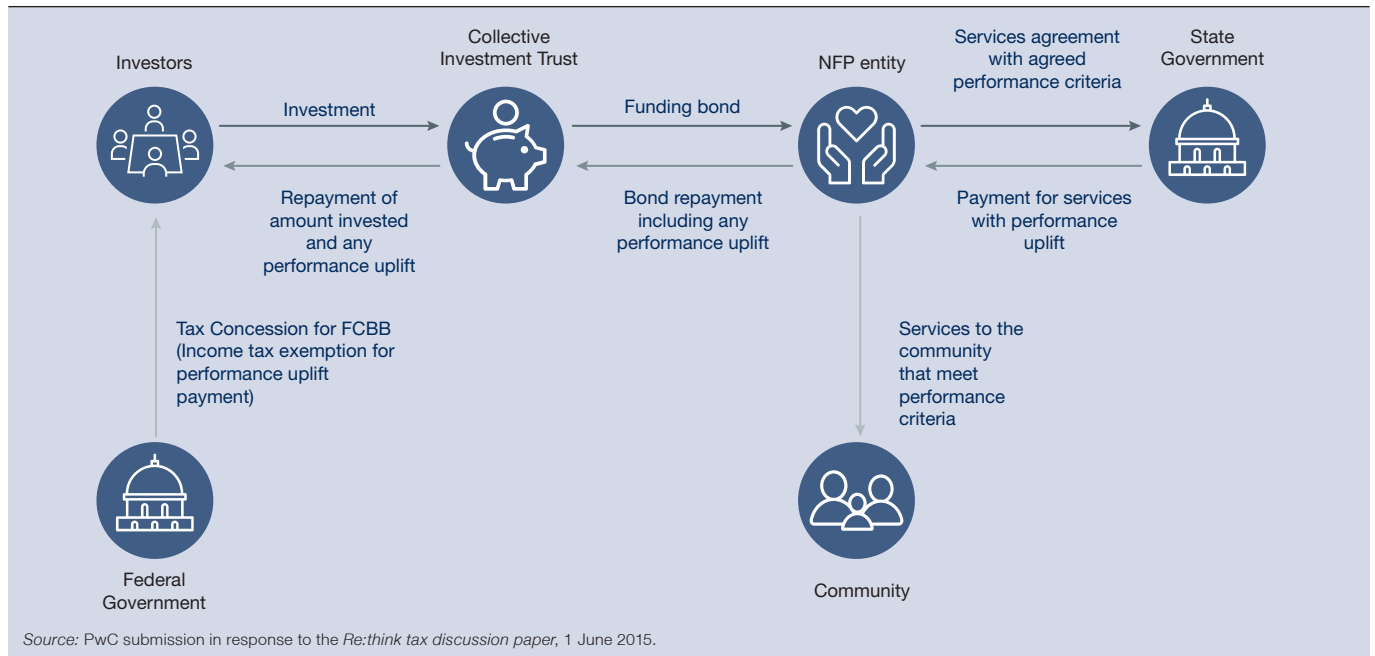 Investors
Collective
Investment Trust
NFP entity
State
Government
Services agreement
with agreed
performance criteria
Investment
Funding bond
Repayment of
amount invested
and any
performance uplift
Bond repayment
including any
performance uplift
Payment for services
with performance
uplift
Tax Concession for FCBB
(Income tax exemption for
performance uplift
payment)
Services to the
community
that meet
performance
criteria
Federal
Government
Community
Source: PwC submission in response to the Re:think tax discussion paper, 1 June 2015.